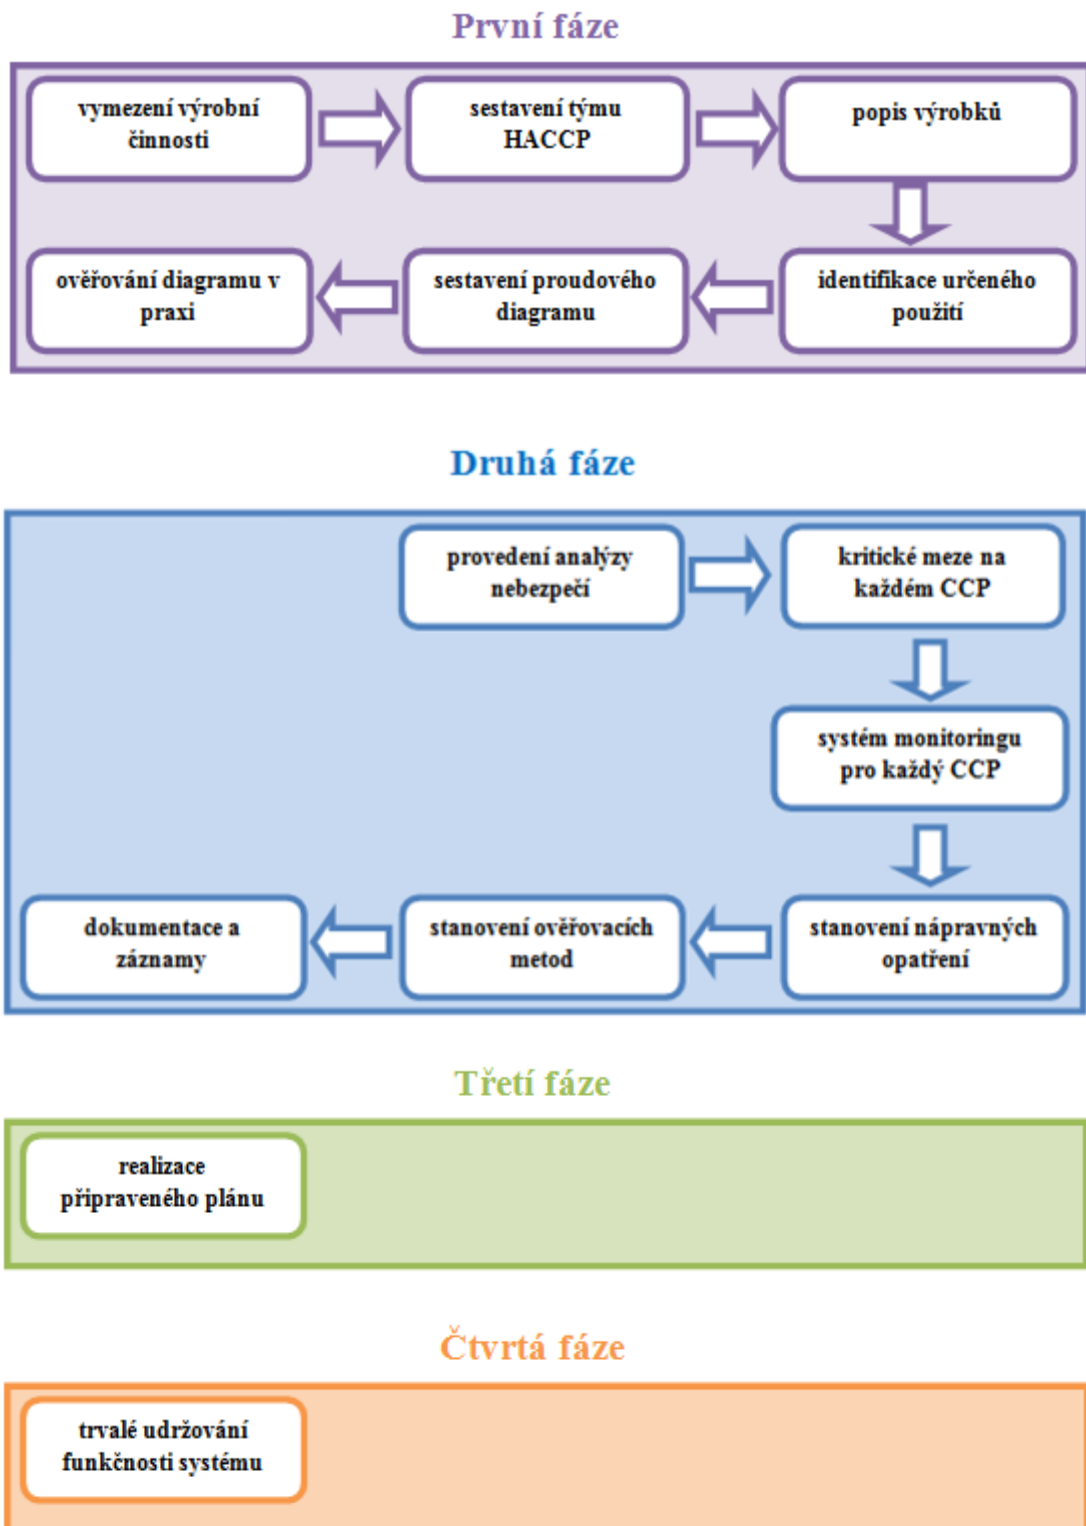 První fáze
vymezení výrobní
činnosti
sestavení týmu
HACCP
popis výrobků
identifikace určeného
použití
sestavení proudového
diagramu
ověřování diagramu v
praxi
Druhá fáze
provedení analýzy
nebezpečí
kritické meze na
každém CCP
systém monitoringu
pro každý CCP
stanovení nápravných
opatření
stanovení ověřovacích
metod
dokumentace a
záznamy
Třetí fáze
realizace
připraveného plánu
Čtvrtá fáze
trvalé udržování
funkčnosti systému